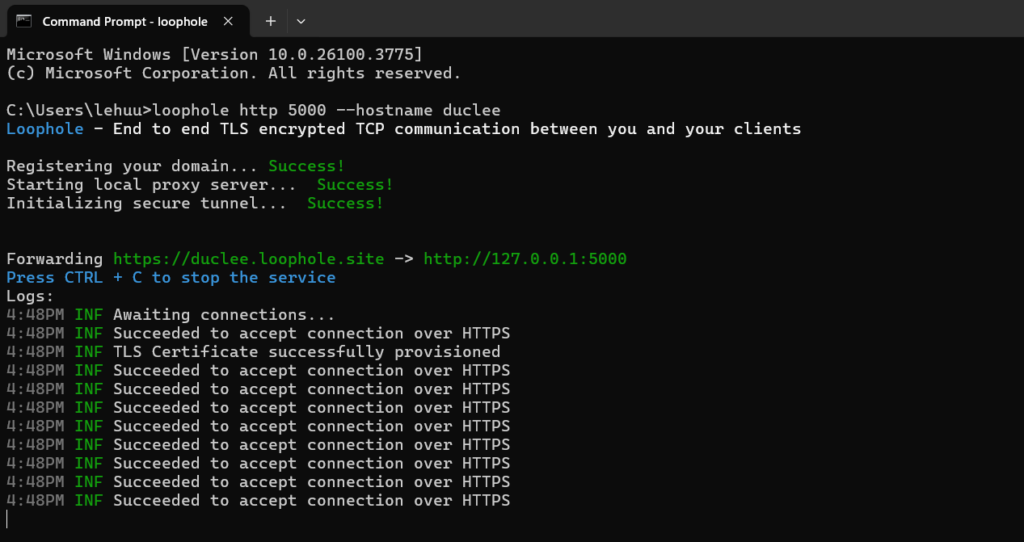 Command Prompt - loophole
Microsoft Windows [Version 10.0.26100.3775]
(c) Microsoft Corporation. All rights reserved.
C:\Users\lehuu>loophole http 5000 --hostname duclee
Loophole - End to end TLS encrypted TCP communication between you and your clients
Registering your domain... Success!
Starting local proxy server...  Success!
Initializing secure tunnel...  Success!
Forwarding https://duclee.loophole.site -> http://127.0.0.1:5000
Press CTRL + C to stop the service
Logs:
4:48PM INF Awaiting connections...
4:48PM INF Succeeded to accept connection over HTTPS
4:48PM INF TLS Certificate successfully provisioned
4:48PM INF Succeeded to accept connection over HTTPS
4:48PM INF Succeeded to accept connection over HTTPS
4:48PM INF Succeeded to accept connection over HTTPS
4:48PM INF Succeeded to accept connection over HTTPS
4:48PM INF Succeeded to accept connection over HTTPS
4:48PM INF Succeeded to accept connection over HTTPS
4:48PM INF Succeeded to accept connection over HTTPS
4:48PM INF Succeeded to accept connection over HTTPS